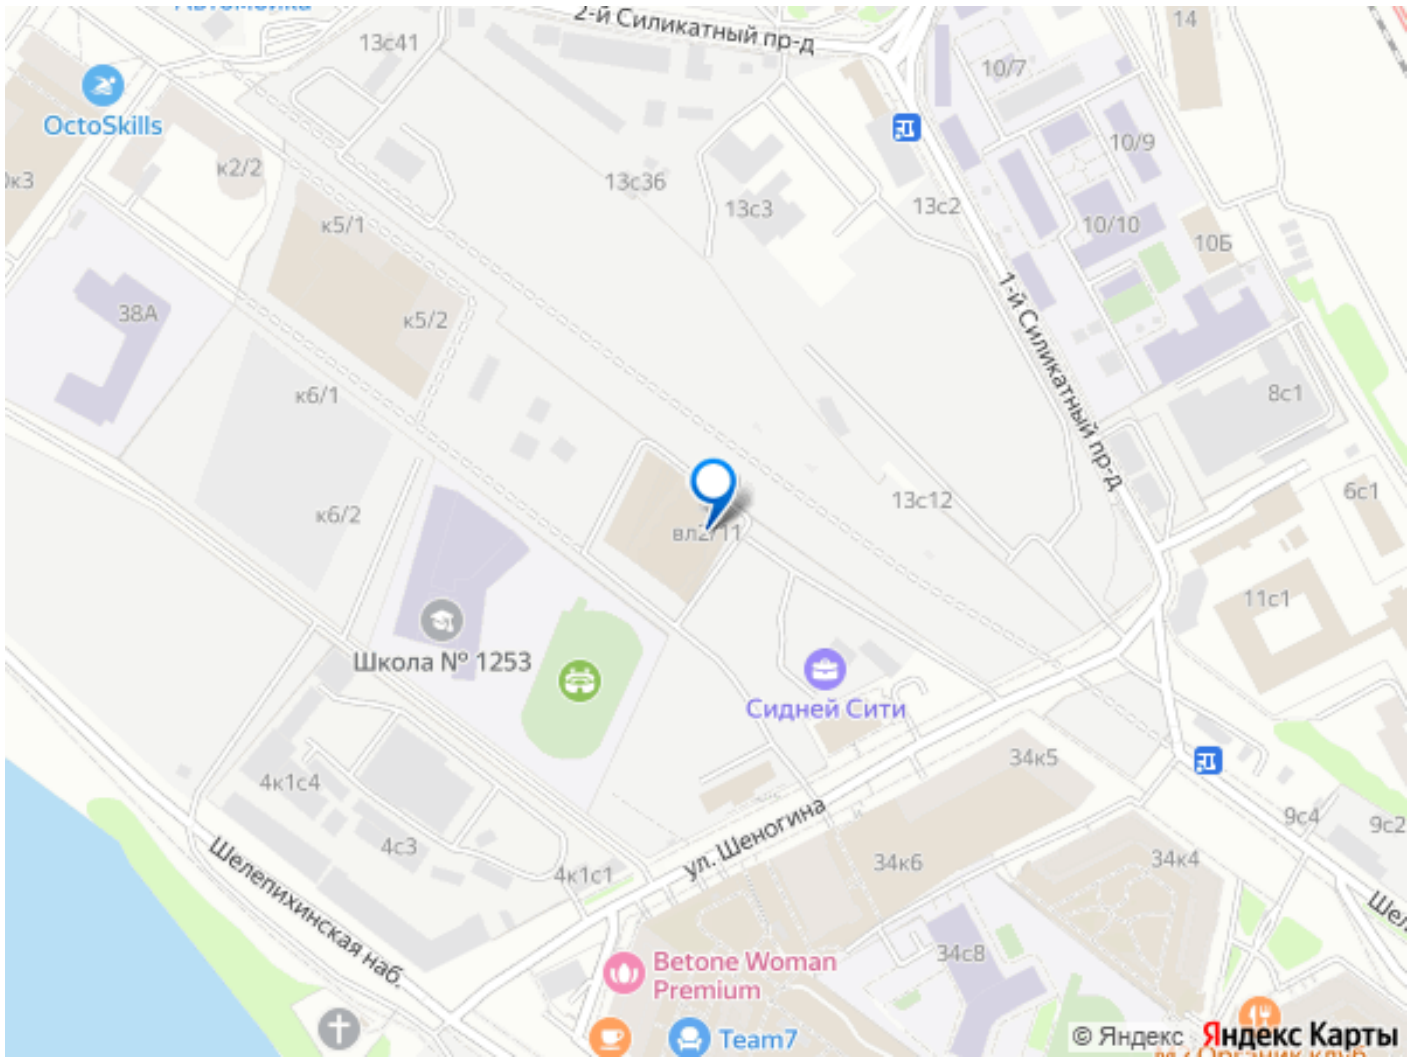 2-й Силикатный пр-д
14
13с41
10/7
OctoSkills
10/9
к2/2
0к3
13с36
13с3
13с2
к5/1
10/10
10Б
38А
к5/2
1-й Силикатный пр-д
к6/1
8с1
к6/2
13с12
6с1
вл2/11
11с1
Школа № 1253
Сидней Сити
34к5
4к1с4
ул. Шеногина
9с4
9с2
4с3
34к6
34к4
4к1с1
Шелепихинская наб.
Betone Woman
Premium
34с8
Team7
© Яндекс
Яндекс Карты